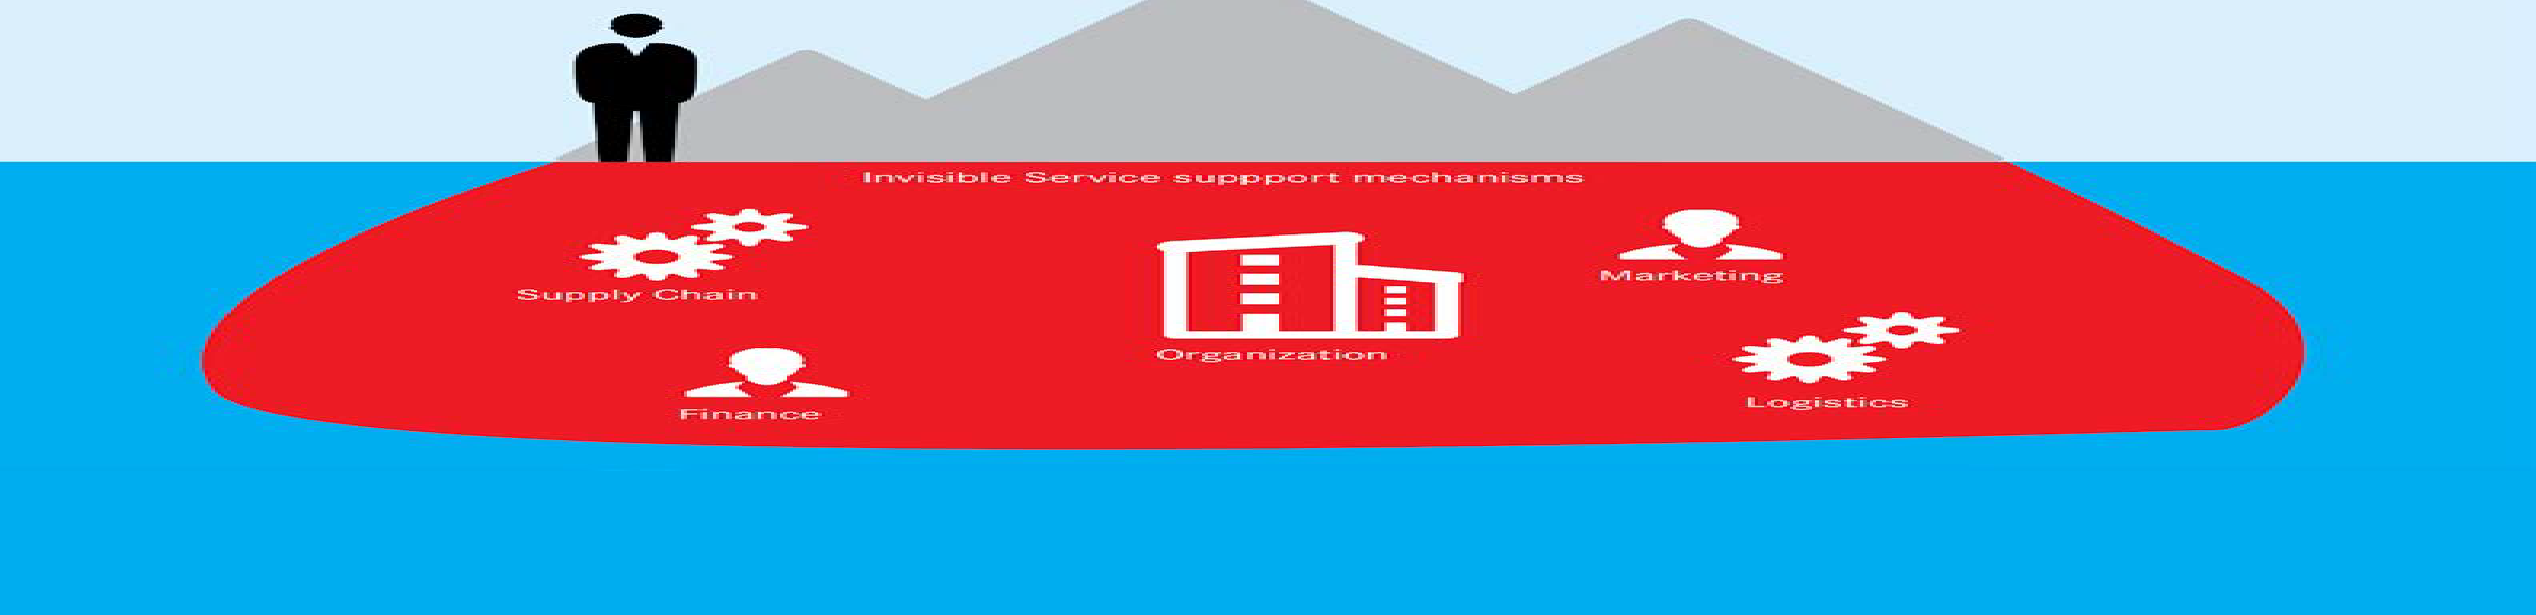 Invisible Service suppport mechanisms
Marketing
Supply Chain
Organization
Logistics
Finance